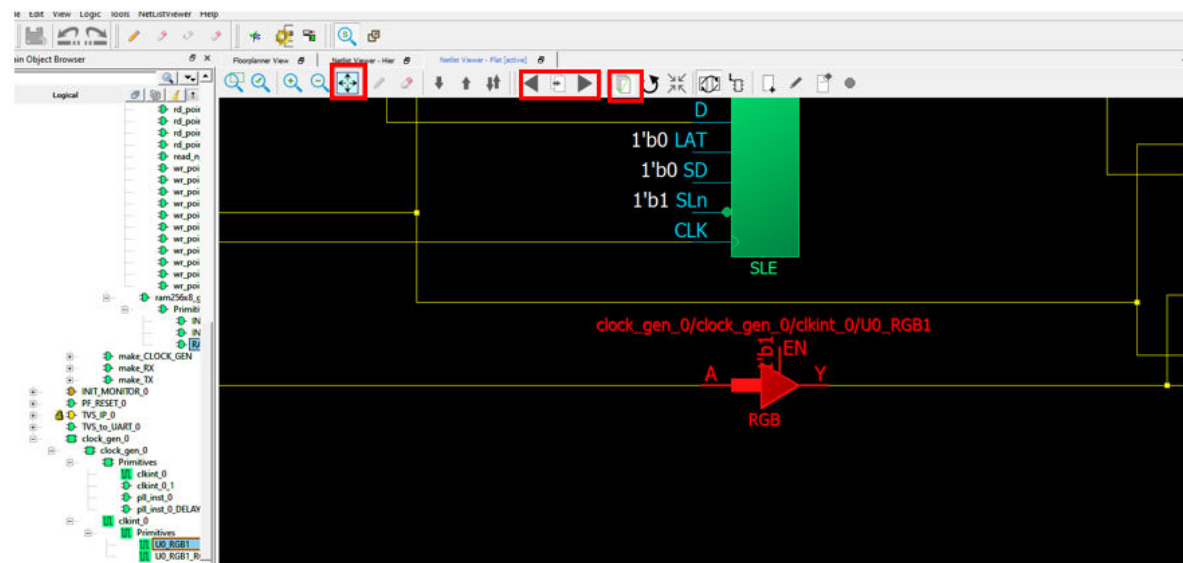 File Edit View Logic Tools NetListViewer Help
ain Object Browser
Floorplanner View
Netlist Viewer - Hier
Netlist Viewer - Flat [active]
Logical
rd_poin
rd_poi
rd_poi
rd_poi
read_n
wr_poi
wr_poi
wr_poi
wr_poi
wr_poi
wr_poi
wr_poi
wr_poi
wr_poi
wr_poi
wr_poi
ram256x8_g
Primiti
IN
IN
RA
make_CLOCK_GEN
make_RX
make_TX
INIT_MONITOR_0
PF_RESET_0
TVS_IP_0
TVS_to_UART_0
clock_gen_0
clock_gen_0
Primitives
clkint_0
clkint_0_1
pll_inst_0
pll_inst_0_DELAY
clkint_0
Primitives
U0_RGB1
U0_RGB1_R
D
1'b0 LAT
1'b0 SD
1'b1 SLn
CLK
SLE
clock_gen_0/clock_gen_0/clkint_0/U0_RGB1
1'b1
EN
A
Y
RGB